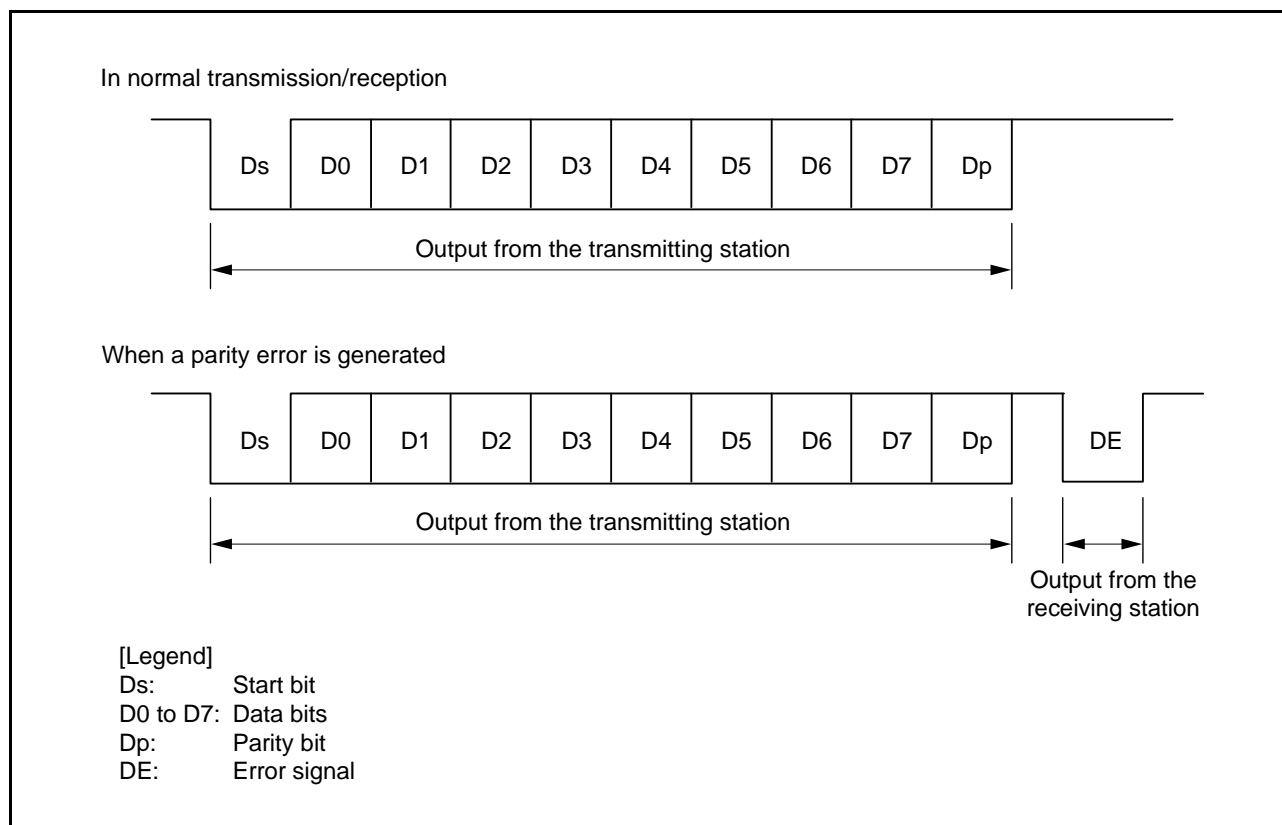 In normal transmission/reception
Ds D0 D1 D2 D3 D4 D5 D6 D7 Dp
Output from the transmitting station
When a parity error is generated
Ds D0 D1 D2 D3 D4 D5 D6 D7 Dp DE
Output from the transmitting station
Output from the
receiving station
[Legend]
Ds: Start bit
D0 to D7: Data bits
Dp: Parity bit
DE: Error signal